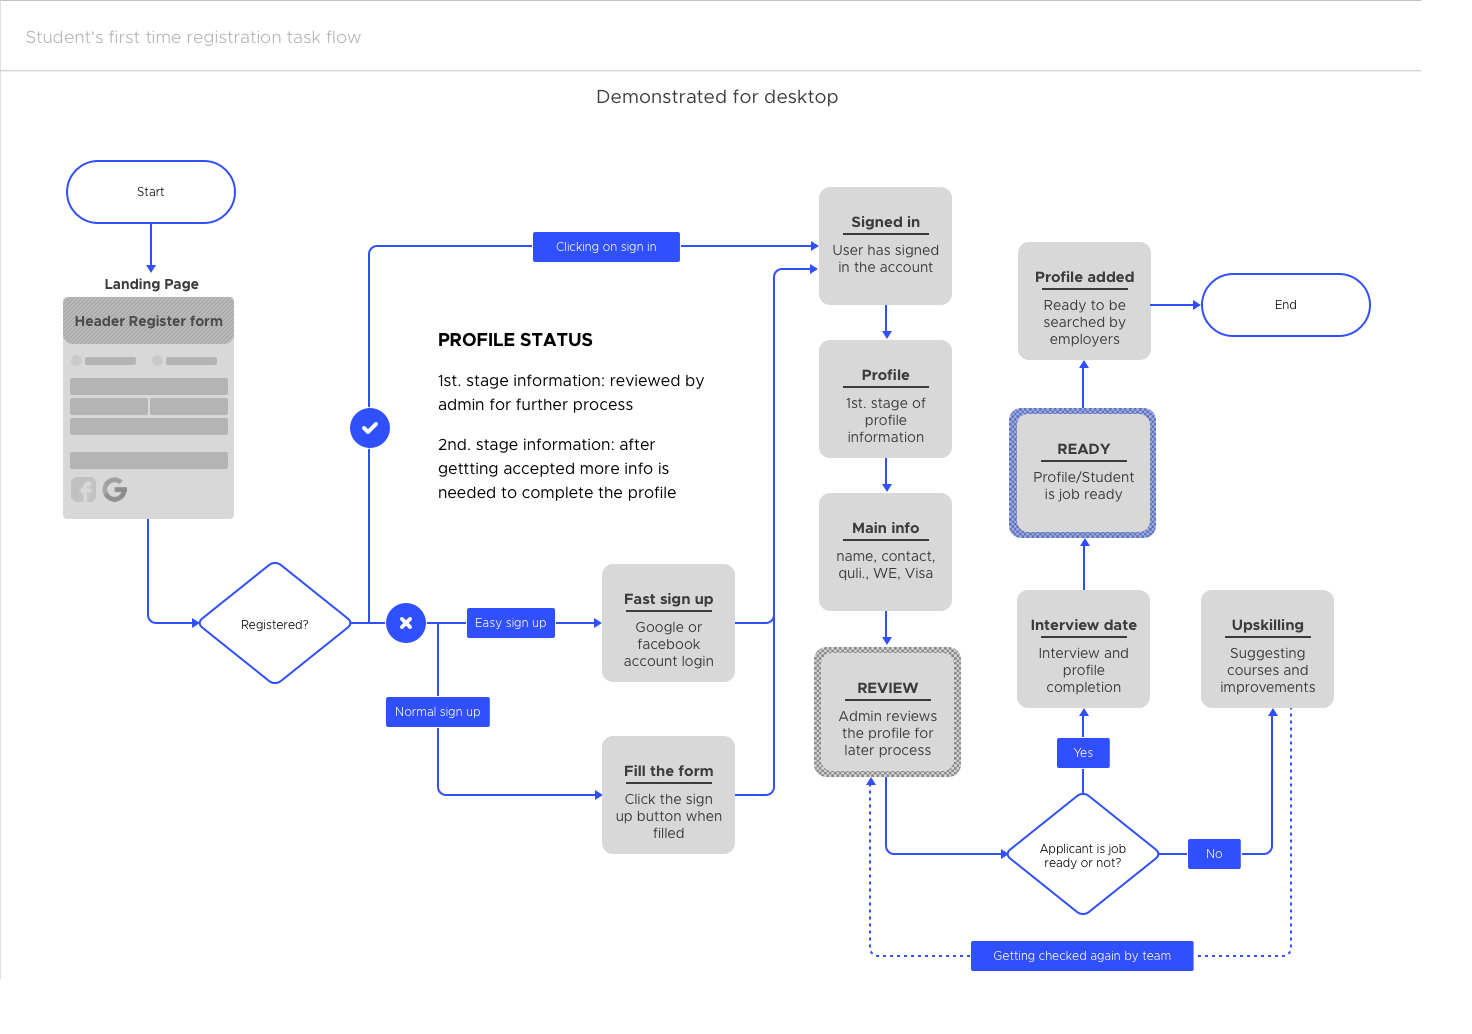 Student's first time registration task flow
Demonstrated for desktop
Start
Landing Page
Header Register form
Registered?
Clicking on sign in
PROFILE STATUS
1st. stage information: reviewed by
admin for further process
2nd. stage information: after
gettting accepted more info is
needed to complete the profile
Easy sign up
Normal sign up
Fast sign up
Google or
facebook
account login
Fill the form
Click the sign
up button when
filled
Signed in
User has signed
in the account
Profile
1st. stage of
profile
information
Main info
name, contact,
quli., WE, Visa
REVIEW
Admin reviews
the profile for
later process
Applicant is job
ready or not?
Yes
No
Interview date
Interview and
profile
completion
Upskilling
Suggesting
courses and
improvements
Getting checked again by team
READY
Profile/Student
is job ready
Profile added
Ready to be
searched by
employers
End